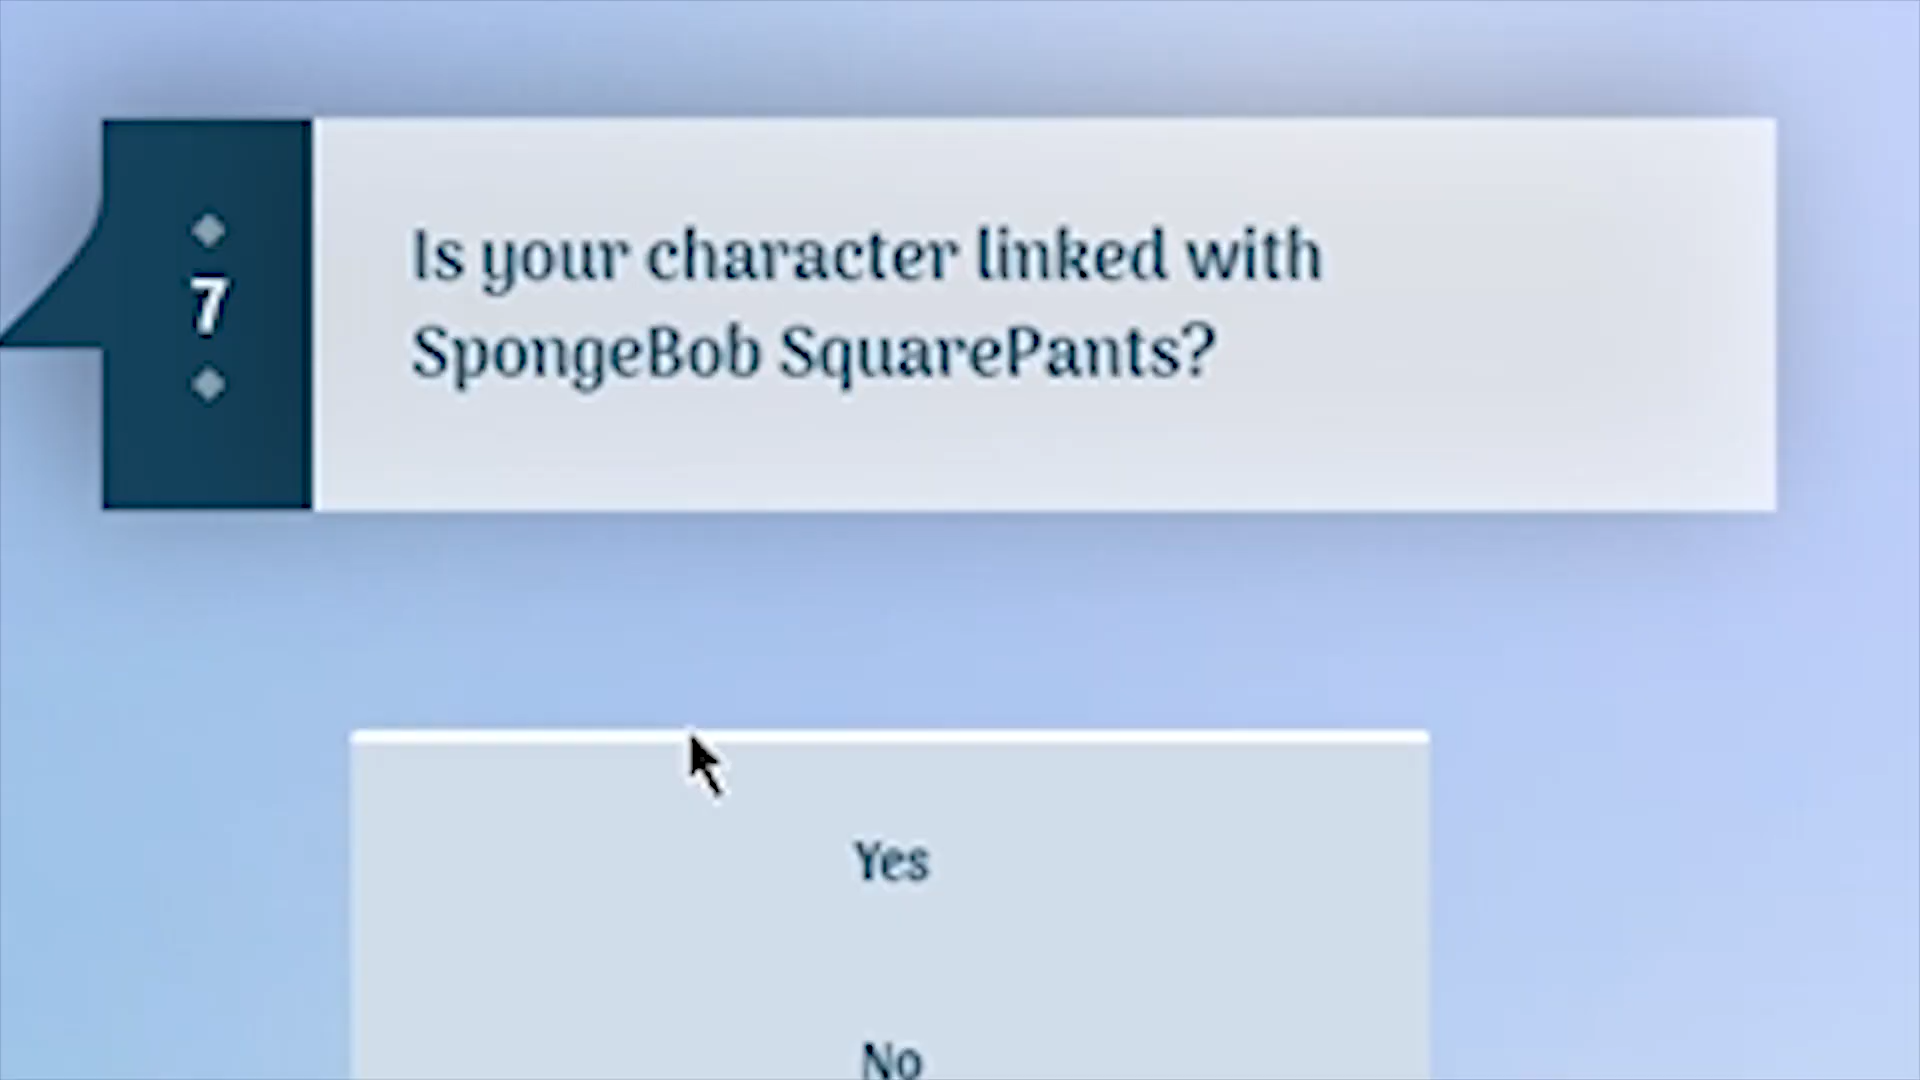 7
Is your character linked with
SpongeBob SquarePants?
Yes
No